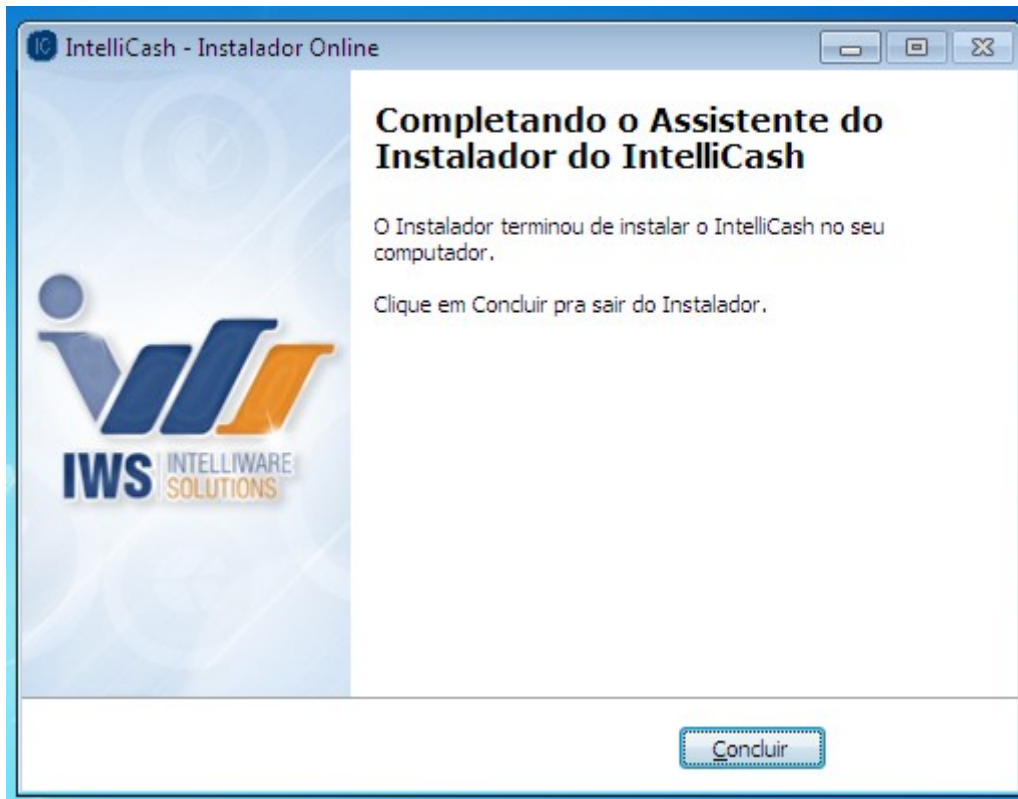 IC IntelliCash - Instalador Online
Completando o Assistente do
Instalador do IntelliCash
O Instalador terminou de instalar o IntelliCash no seu
computador.
Clique em Concluir pra sair do Instalador.
IWS INTELLIWARE
SOLUTIONS
Concluir